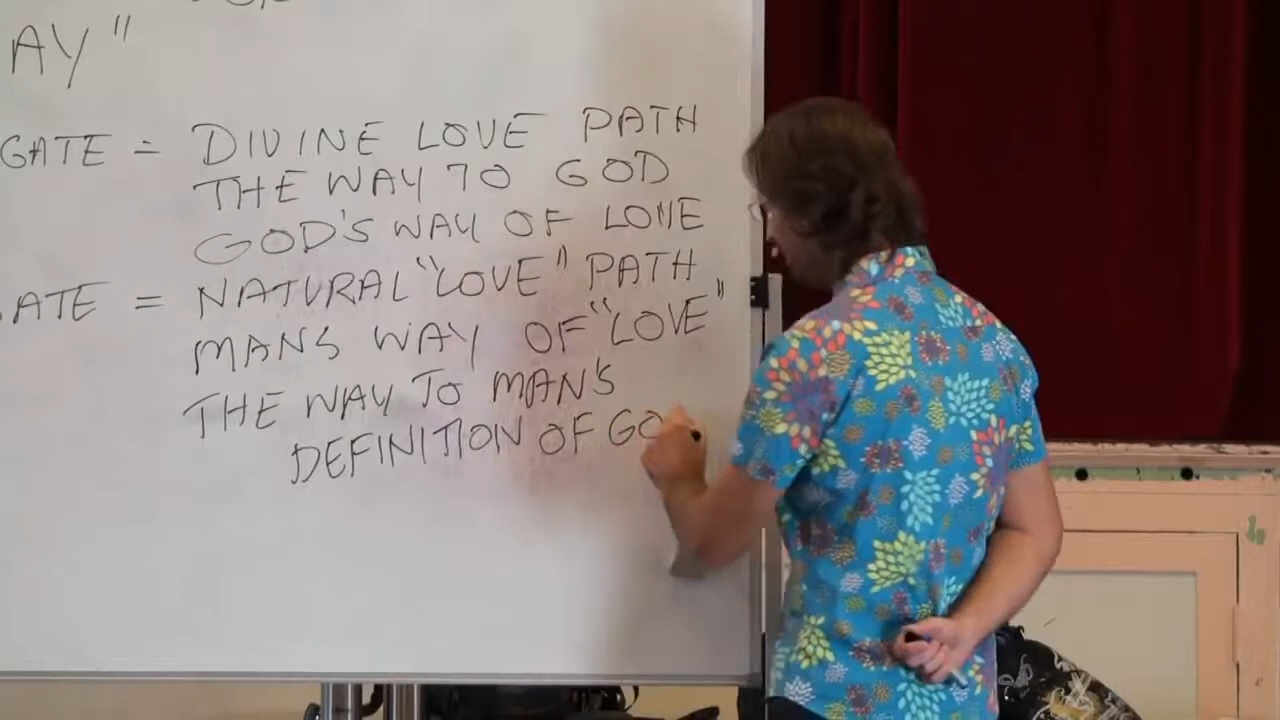 AY"
GATE = DIVINE LOVE PATH
THE WAY TO GOD
GOD'S WAY OF LOVE
ATE = NATURAL "LOVE" PATH
MANS WAY OF "LOVE"
THE WAY TO MAN'S
DEFINITION OF GO